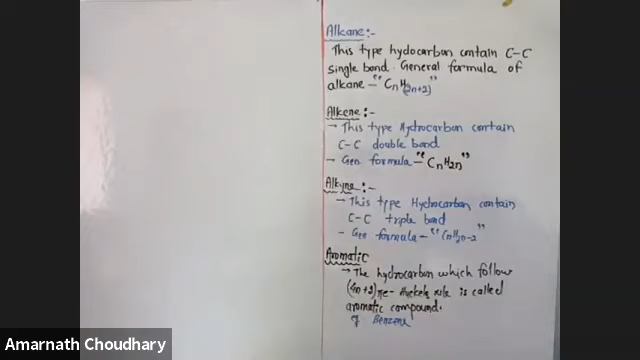 Alkane:-
This type hydocarbon contain C-C
single bond. General formula of
alkane - "CnH(2n+2)"
Alkene:-
→ This type Hydrocarbon contain
C-C double bond
→ Gen formula - "CnH2n"
Alkyne:-
→ This type Hydrocarbon contain
C-C triple bond
- Gen formula - "CnH2n-2"
Aromatic
→ The hydrocarbon which follow
(4n+2)πe- Huckels rule is called
aromatic compound.
eg Benzene
Amarnath Choudhary